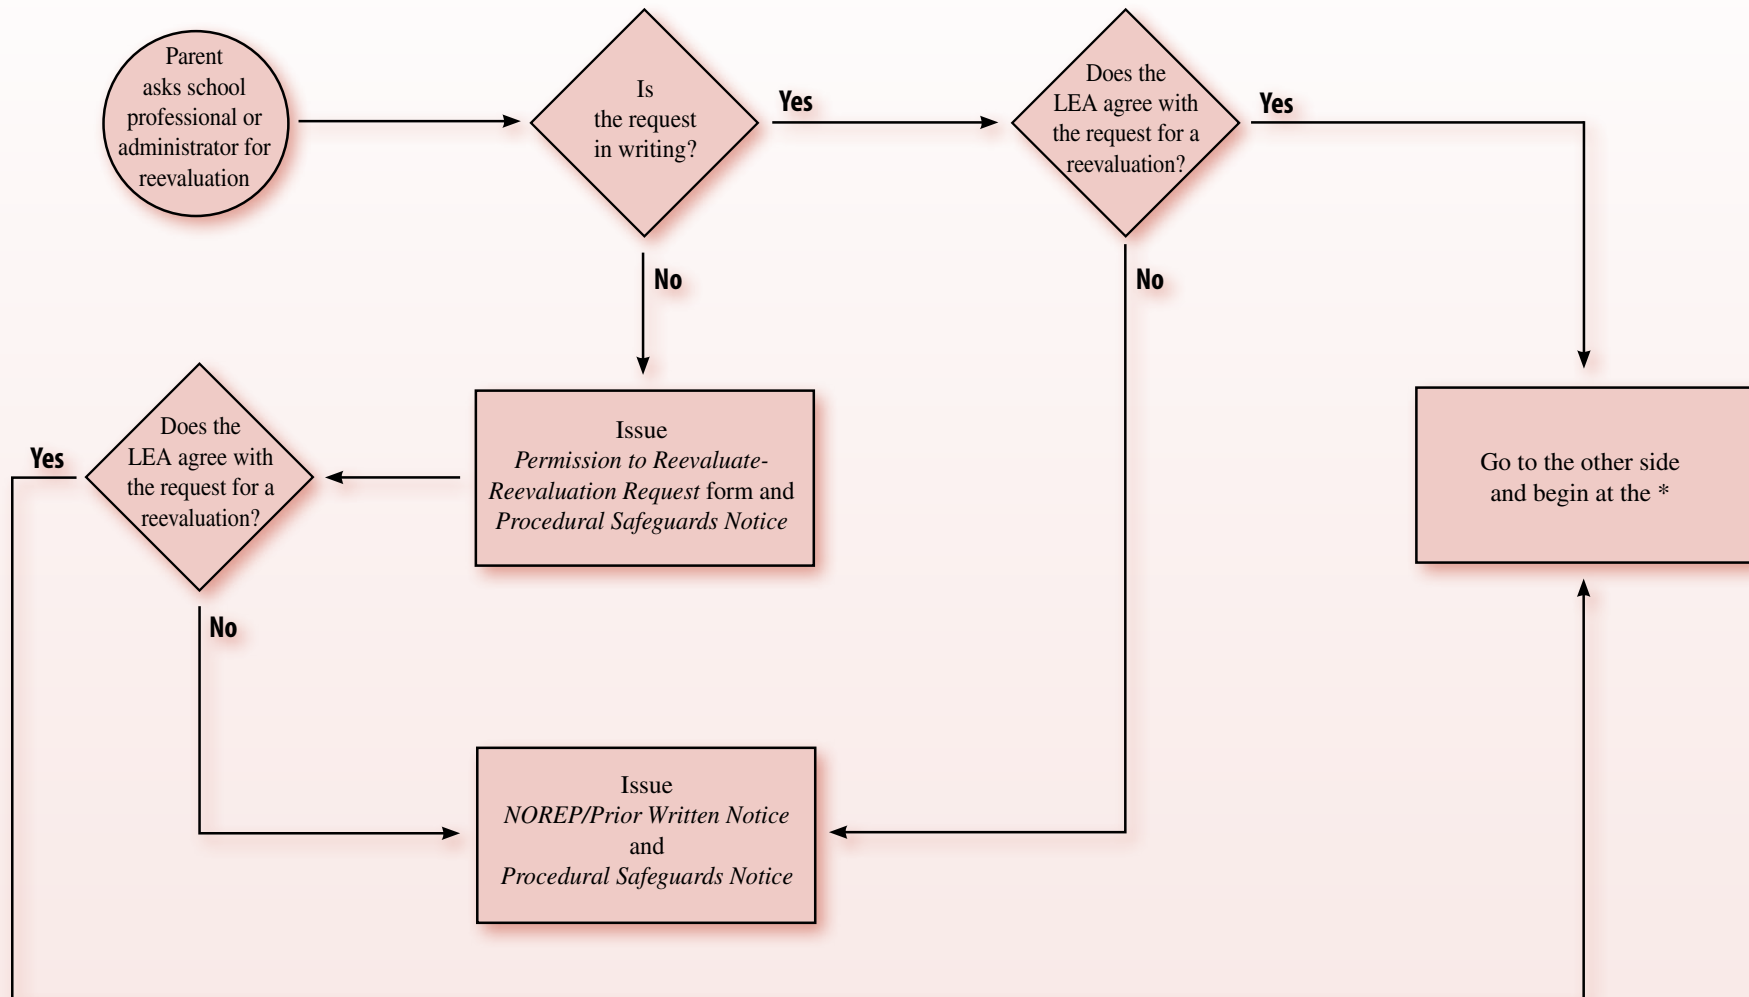 Parent
asks school
professional or
administrator for
reevaluation
Is
the request
in writing?
Yes
Does the
LEA agree with
the request for a
reevaluation?
Yes
No
No
Does the
LEA agree with
the request for a
reevaluation?
Yes
Issue
Permission to Reevaluate-
Reevaluation Request form and
Procedural Safeguards Notice
Go to the other side
and begin at the *
No
Issue
NOREP/Prior Written Notice
and
Procedural Safeguards Notice